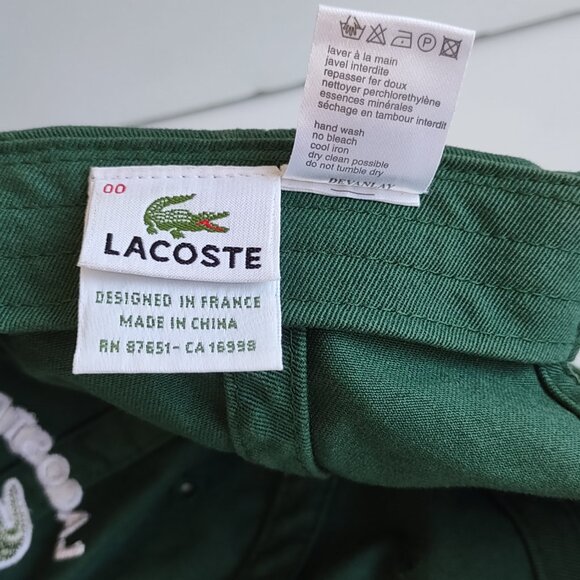 laver à la main
javel interdite
repasser fer doux
nettoyer perchlorethylène
essences minérales
séchage en tambour interdit
hand wash
no bleach
cool iron
dry clean possible
do not tumble dry
DEVANLAY
00
LACOSTE
DESIGNED IN FRANCE
MADE IN CHINA
RN 87651-CA 16999